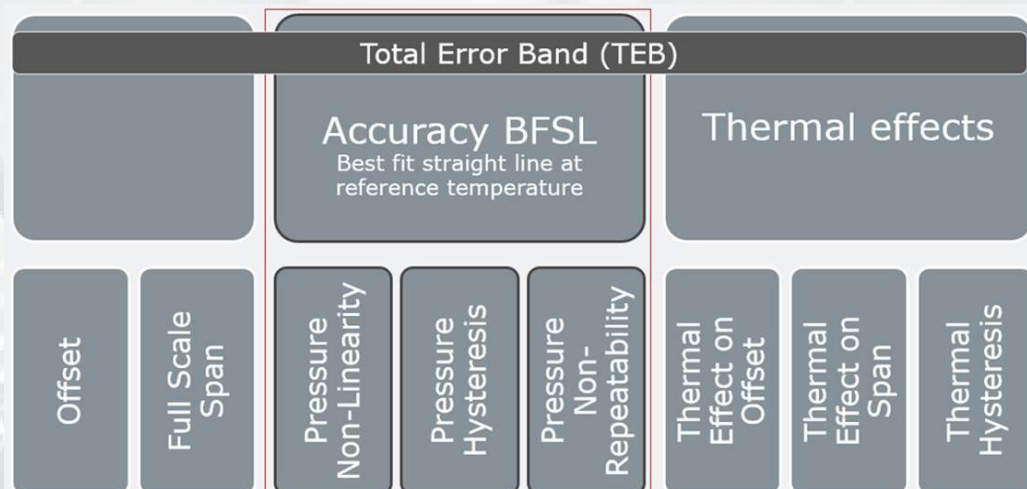 Total Error Band (TEB)
Accuracy BFSL
Best fit straight line at
reference temperature
Thermal effects
Offset
Full Scale
Span
Pressure
Non-Linearity
Pressure
Hysteresis
Pressure
Non-
Repeatability
Thermal
Effect on
Offset
Thermal
Effect on
Span
Thermal
Hysteresis